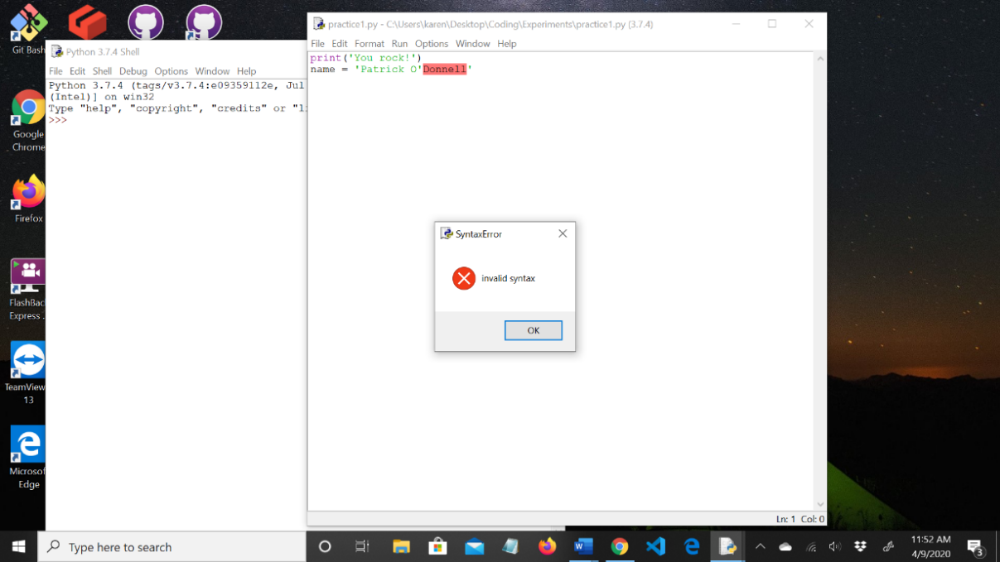 Git Bash
Python 3.7.4 Shell
File Edit Shell Debug Options Window Help
Python 3.7.4 (tags/v3.7.4:e09359112e, Jul
(Intel)] on win32
Type "help", "copyright", "credits" or "li
>>>
practice1.py - C:\Users\karen\Desktop\Coding\Experiments\practice1.py (3.7.4)
File Edit Format Run Options Window Help
print('You rock!')
name = 'Patrick O'Donnell'
SyntaxError
invalid syntax
OK
Ln: 1 Col: 0
Google
Chrome
Firefox
FlashBac
Express .
TeamView
13
Microsof
Edge
Type here to search
11:52 AM
4/9/2020
3